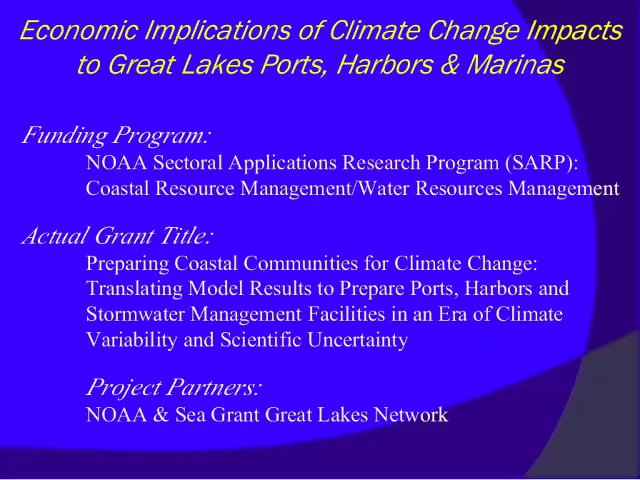 Economic Implications of Climate Change Impacts
to Great Lakes Ports, Harbors & Marinas
Funding Program:
NOAA Sectoral Applications Research Program (SARP):
Coastal Resource Management/Water Resources Management
Actual Grant Title:
Preparing Coastal Communities for Climate Change:
Translating Model Results to Prepare Ports, Harbors and
Stormwater Management Facilities in an Era of Climate
Variability and Scientific Uncertainty
Project Partners:
NOAA & Sea Grant Great Lakes Network